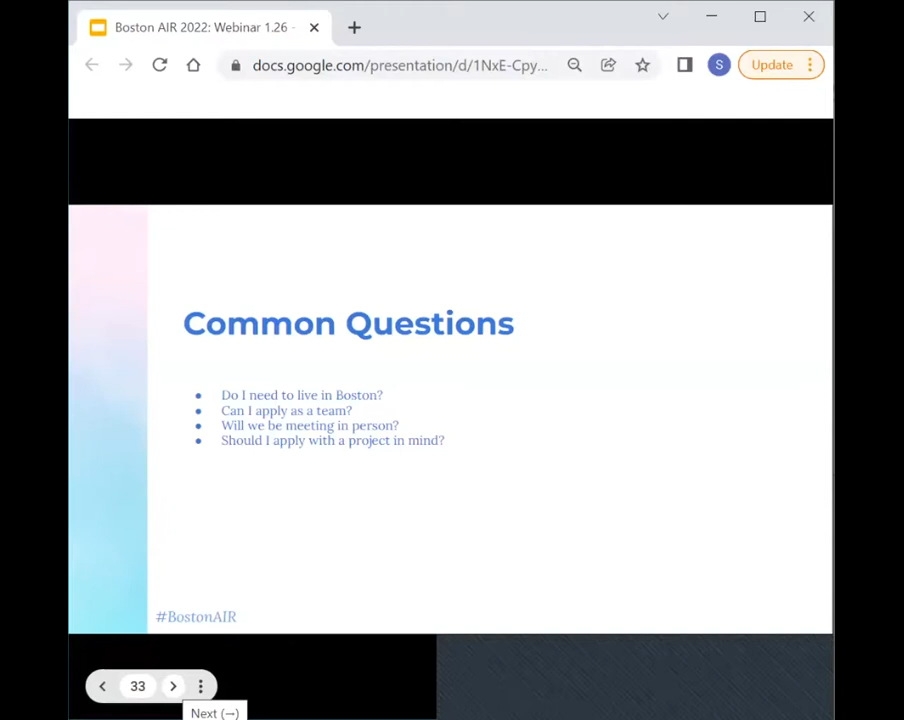 Boston AIR 2022: Webinar 1.26 -
docs.google.com/presentation/d/1NxE-Cpy...
S
Update
Common Questions
● Do I need to live in Boston?
● Can I apply as a team?
● Will we be meeting in person?
● Should I apply with a project in mind?
#BostonAIR
33
Next (→)